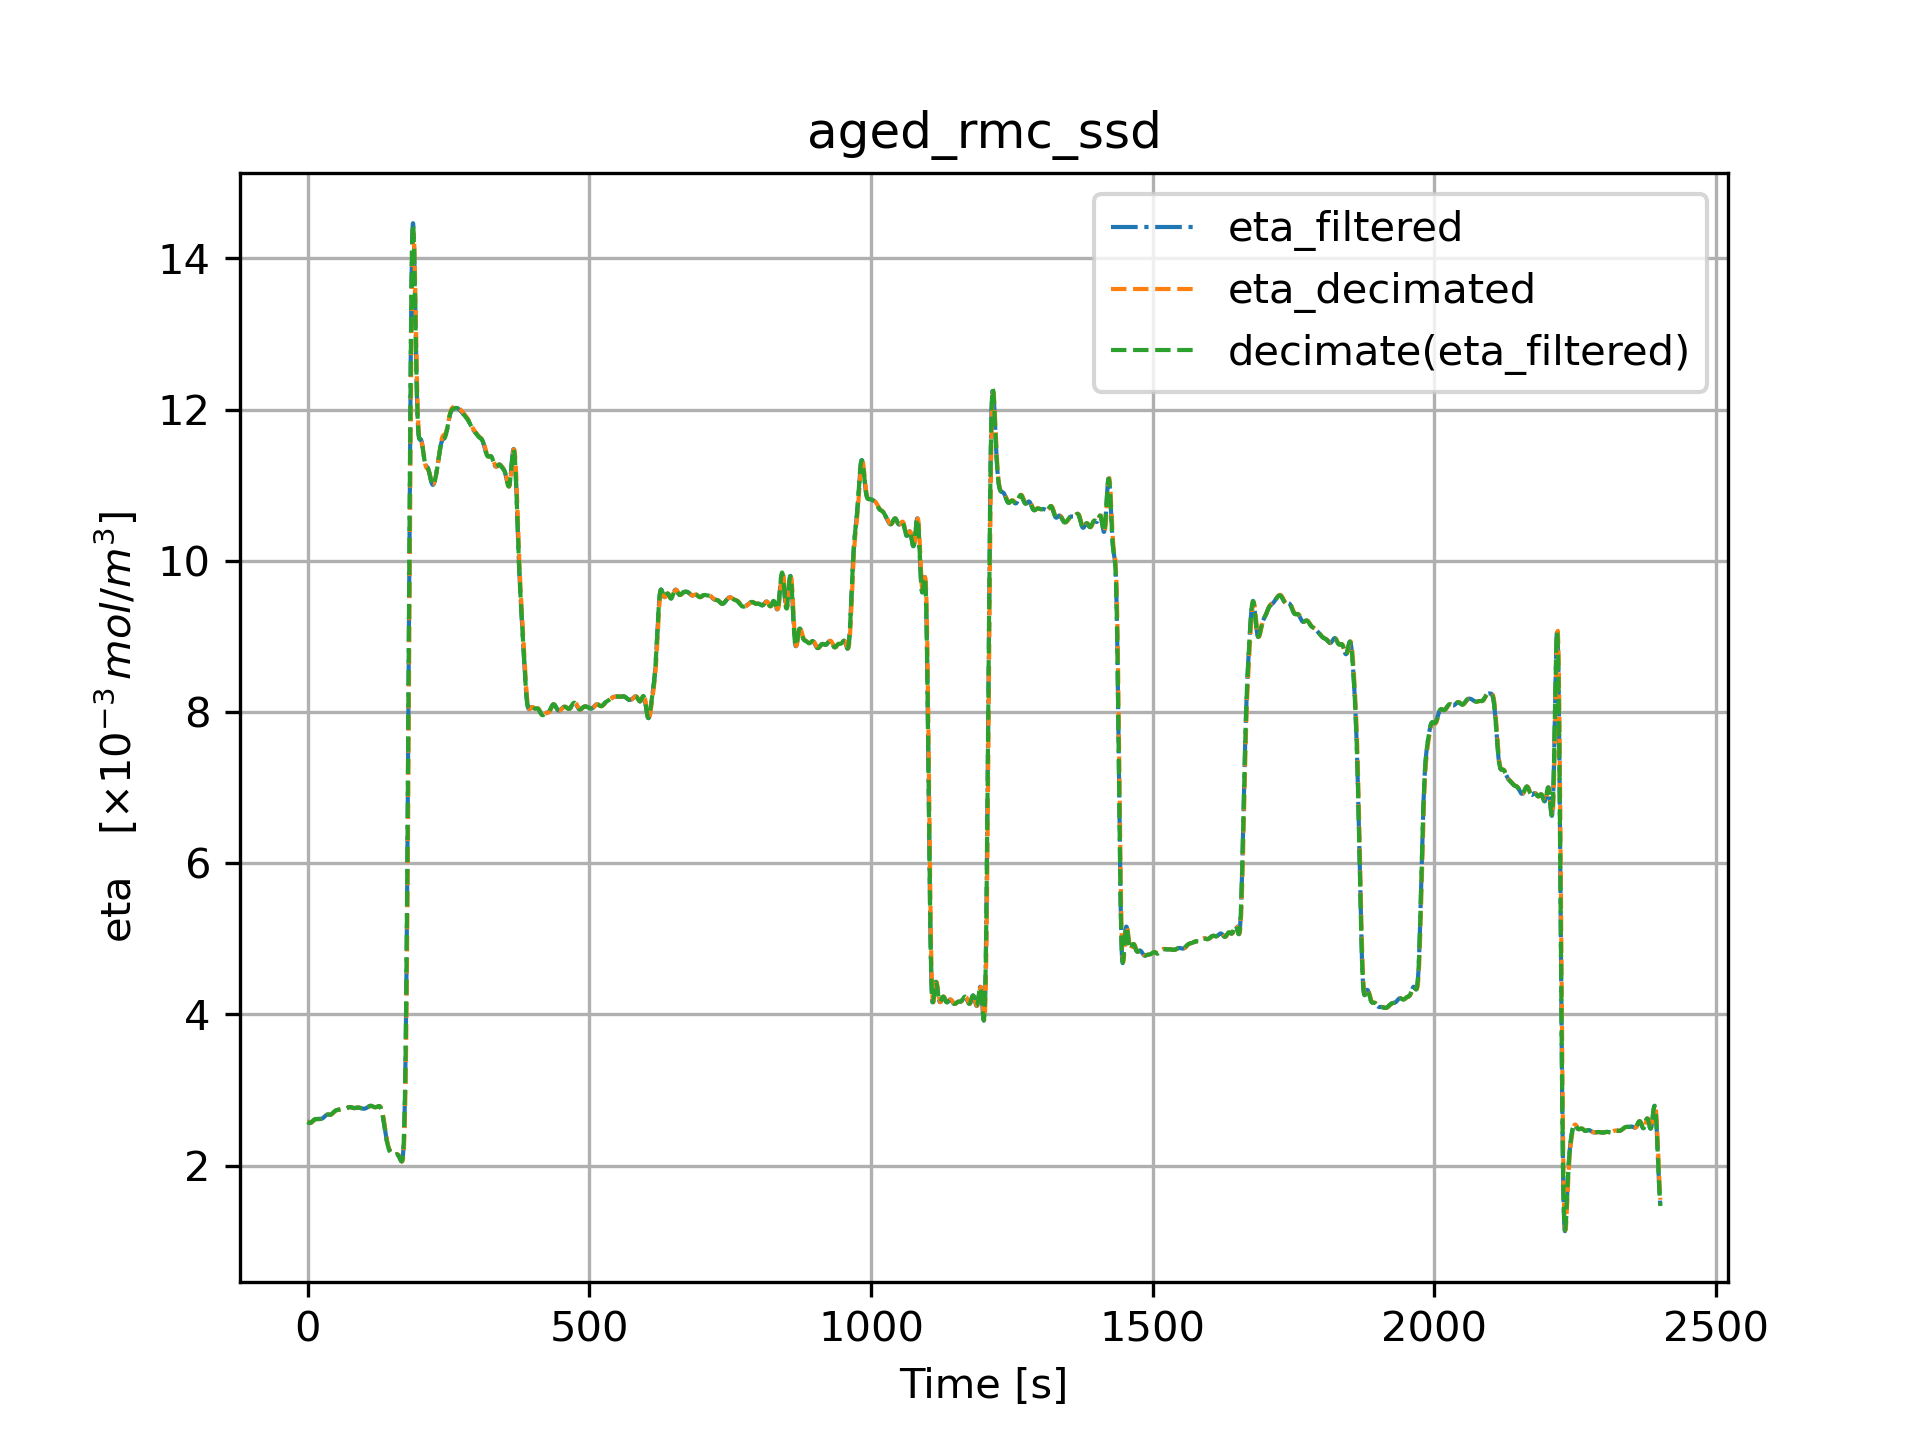 aged_rmc_ssd
eta_filtered
eta_decimated
decimate(eta_filtered)
14
12
10
8
6
4
2
eta [×10⁻³ mol/m³]
0 500 1000 1500 2000 2500
Time [s]